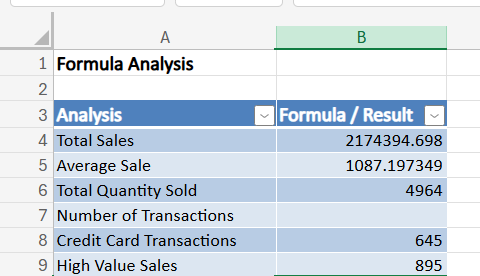 A B
1 Formula Analysis
2
3 Analysis Formula / Result
4 Total Sales 2174394.698
5 Average Sale 1087.197349
6 Total Quantity Sold 4964
7 Number of Transactions
8 Credit Card Transactions 645
9 High Value Sales 895